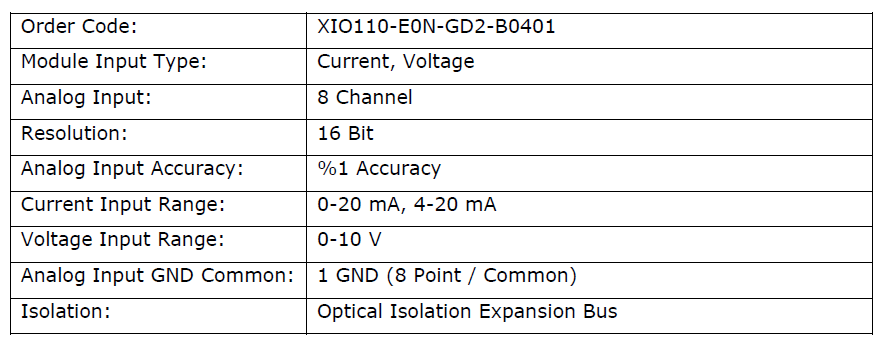 Order Code: XIO110-E0N-GD2-B0401
Module Input Type: Current, Voltage
Analog Input: 8 Channel
Resolution: 16 Bit
Analog Input Accuracy: %1 Accuracy
Current Input Range: 0-20 mA, 4-20 mA
Voltage Input Range: 0-10 V
Analog Input GND Common: 1 GND (8 Point / Common)
Isolation: Optical Isolation Expansion Bus